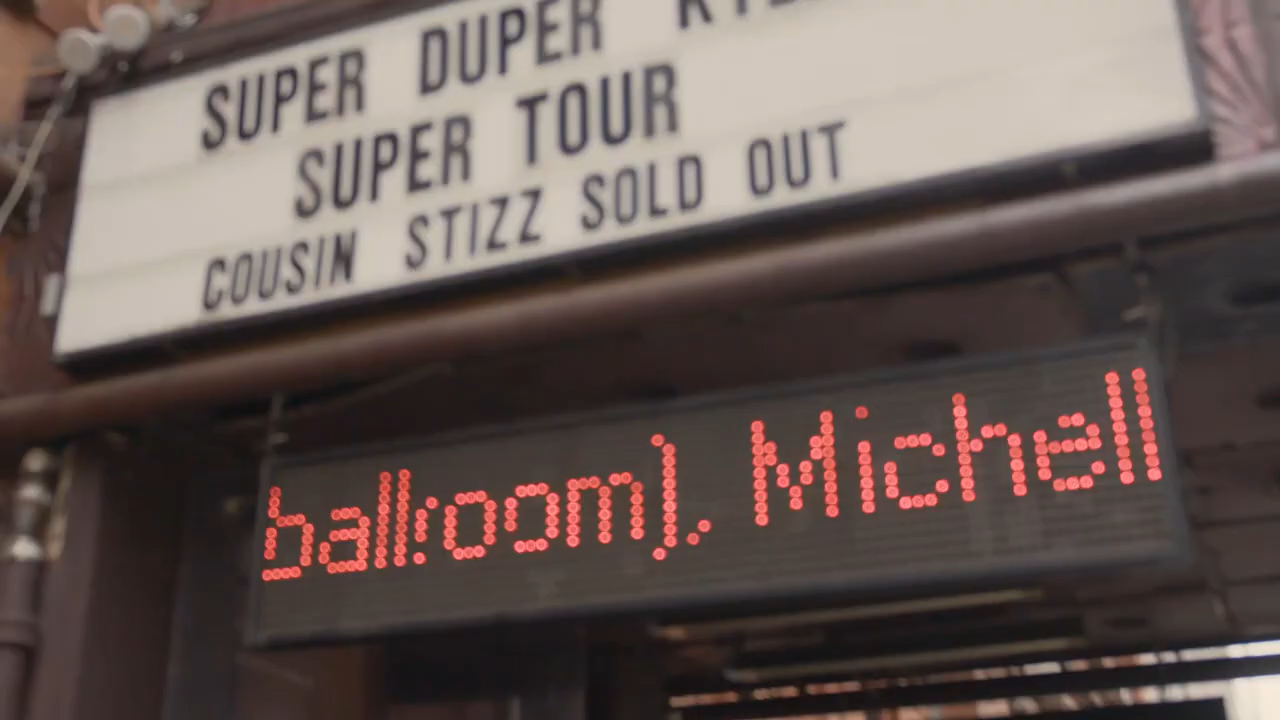 SUPER DUPER
SUPER TOUR
COUSIN STIZZ SOLD OUT
ballroom), Michell